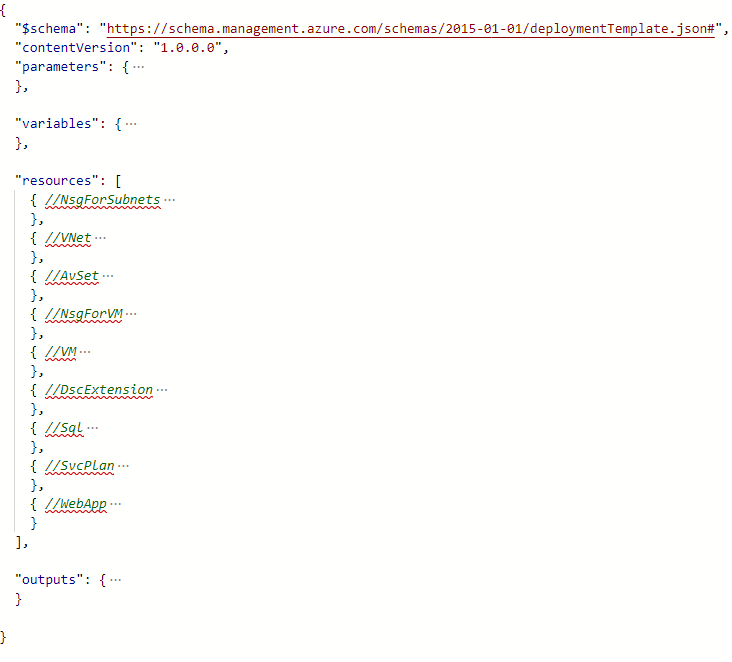 {
  "$schema": "https://schema.management.azure.com/schemas/2015-01-01/deploymentTemplate.json#",
  "contentVersion": "1.0.0.0",
  "parameters": {···
  },
  "variables": {···
  },
  "resources": [
    { //NsgForSubnets···
    },
    { //VNet···
    },
    { //AvSet···
    },
    { //NsgForVM···
    },
    { //VM···
    },
    { //DscExtension···
    },
    { //Sql···
    },
    { //SvcPlan···
    },
    { //WebApp···
    }
  ],
  "outputs": {···
  }
}